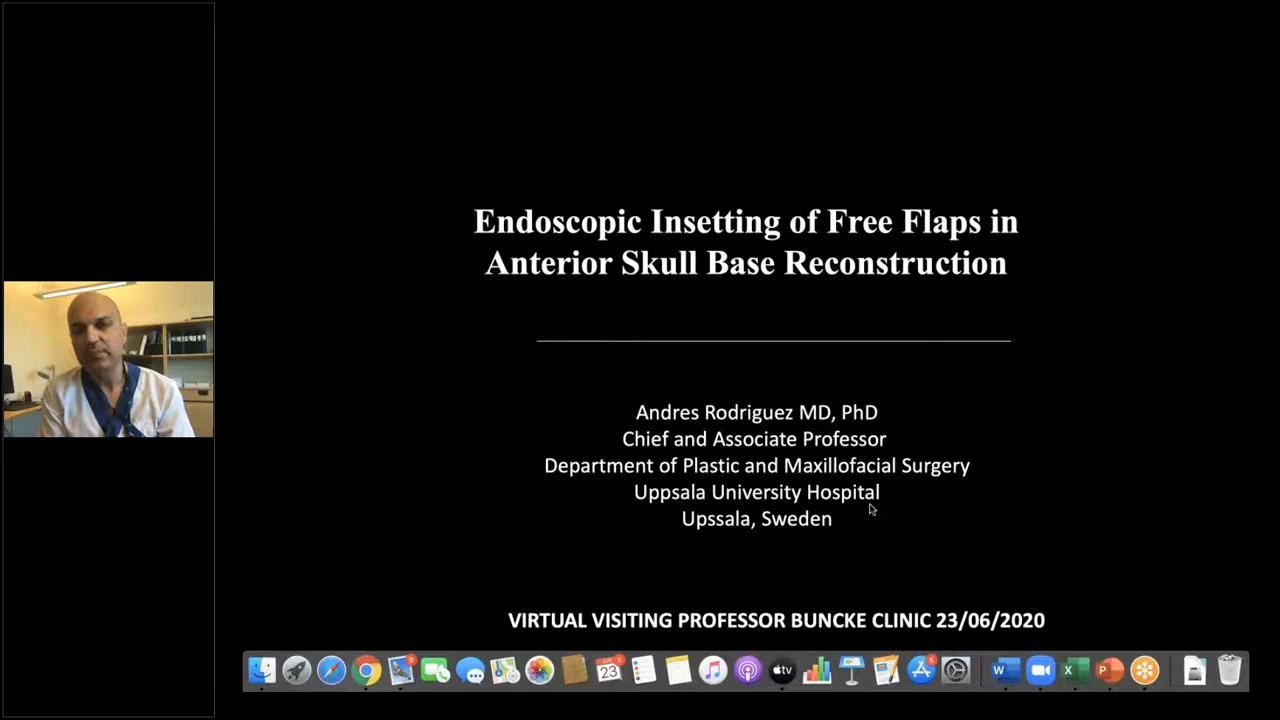 Endoscopic Insetting of Free Flaps in
Anterior Skull Base Reconstruction
Andres Rodriguez MD, PhD
Chief and Associate Professor
Department of Plastic and Maxillofacial Surgery
Uppsala University Hospital
Upssala, Sweden
VIRTUAL VISITING PROFESSOR BUNCKE CLINIC 23/06/2020
23